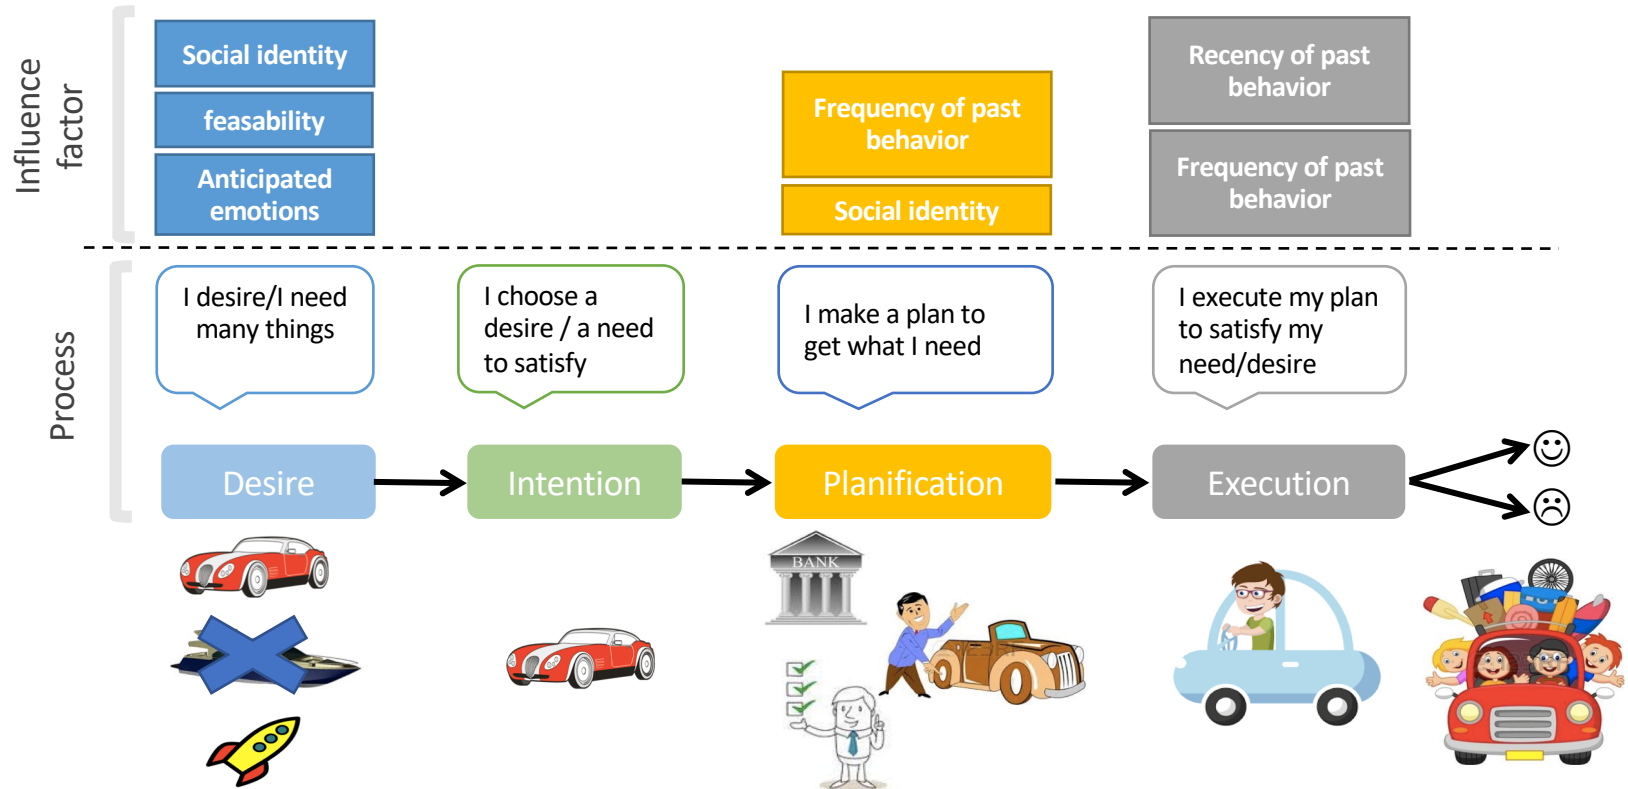 Influence
factor
Social identity
feasability
Anticipated
emotions
Frequency of past
behavior
Social identity
Recency of past
behavior
Frequency of past
behavior
Process
I desire/I need
many things
I choose a
desire / a need
to satisfy
I make a plan to
get what I need
I execute my plan
to satisfy my
need/desire
Desire
Intention
Planification
Execution
BANK